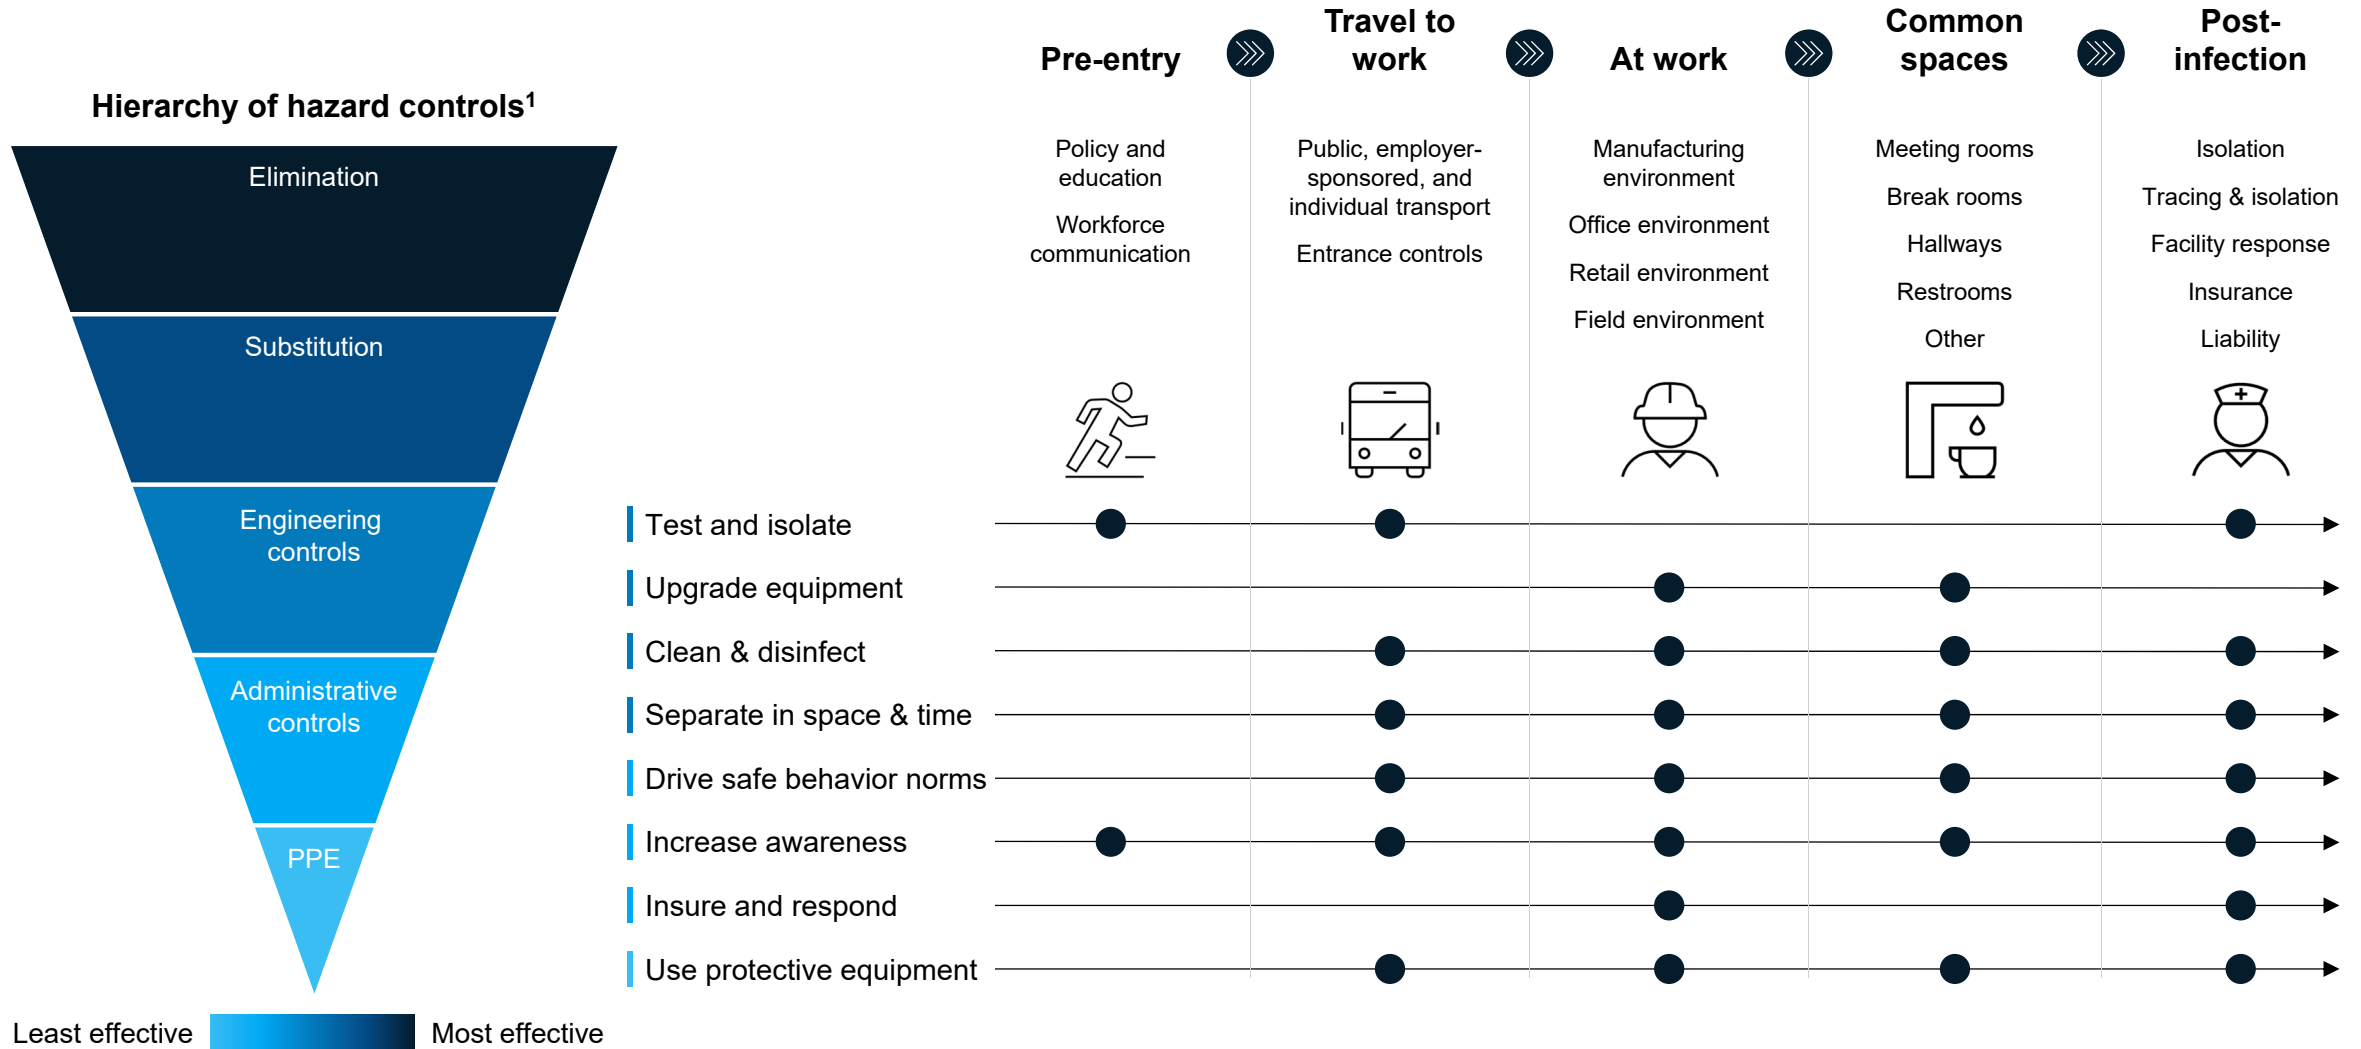 Hierarchy of hazard controls¹
Elimination
Substitution
Engineering
controls
Administrative
controls
PPE
Least effective
Most effective
Pre-entry
Travel to
work
At work
Common
spaces
Post-
infection
Policy and
education
Workforce
communication
Public, employer-
sponsored, and
individual transport
Entrance controls
Manufacturing
environment
Office environment
Retail environment
Field environment
Meeting rooms
Break rooms
Hallways
Restrooms
Other
Isolation
Tracing & isolation
Facility response
Insurance
Liability
Test and isolate
Upgrade equipment
Clean & disinfect
Separate in space & time
Drive safe behavior norms
Increase awareness
Insure and respond
Use protective equipment